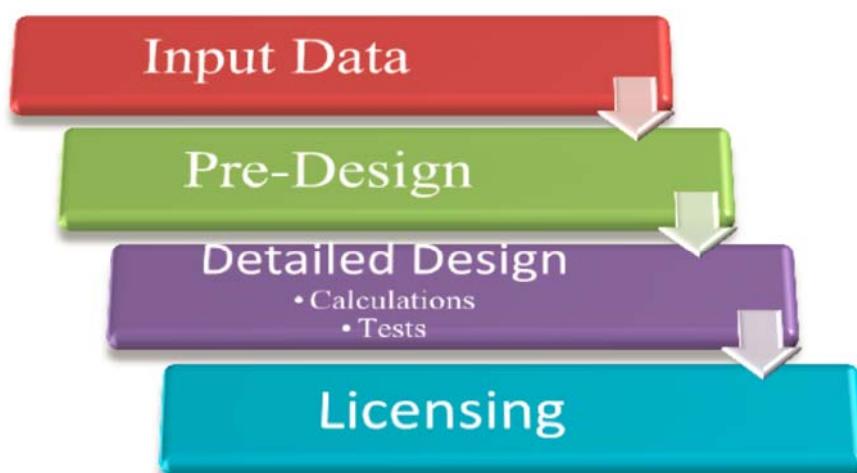 Input Data
Pre-Design
Detailed Design
• Calculations
• Tests
Licensing